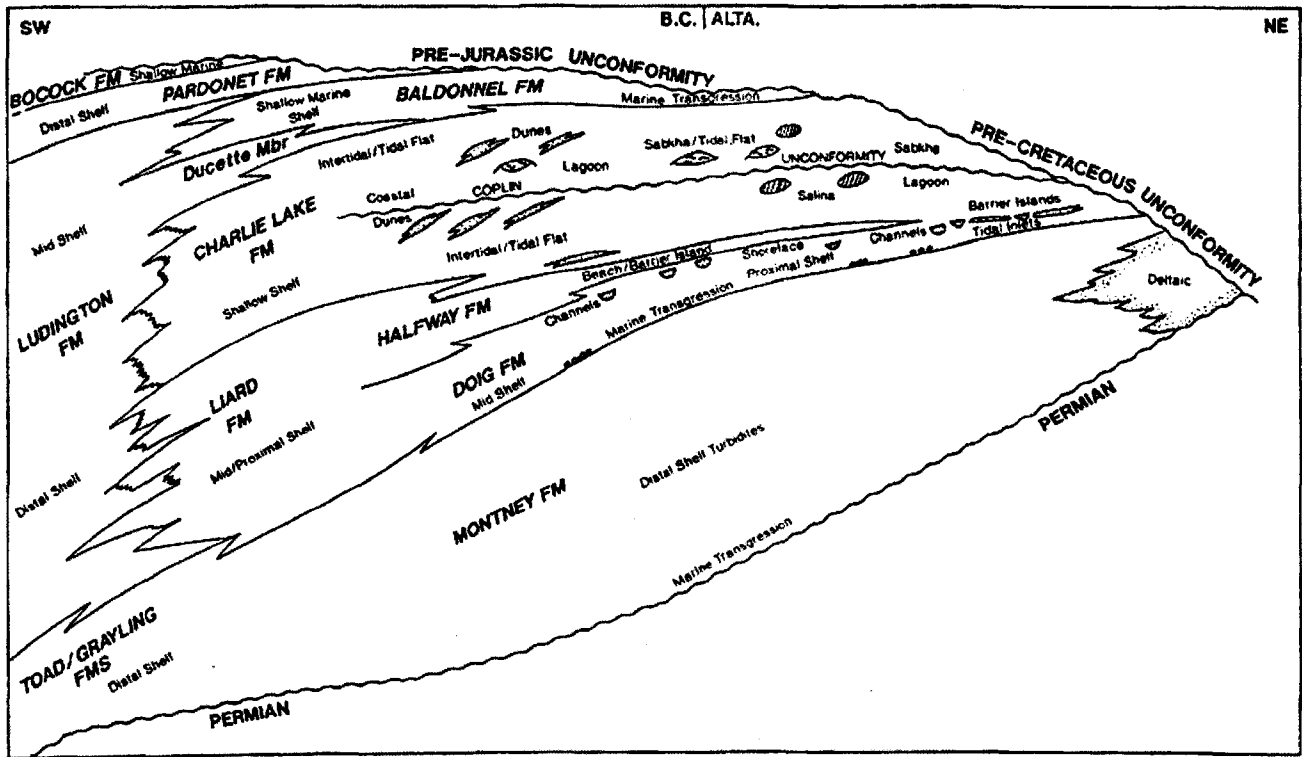 SW
B.C. | ALTA.
NE
PRE-JURASSIC UNCONFORMITY
BOCOCK FM Shallow Marine
PARDONET FM
Distal Shelf
Shallow Marine
Shelf
BALDONNEL FM
Marine Transgression
PRE-CRETACEOUS UNCONFORMITY
Ducette Mbr
Intertidal/Tidal Flat
Dunes
Lagoon
Sabkha/Tidal Flat
Sabkha
UNCONFORMITY
Coastal
COPLIN
Dunes
Salina
Lagoon
Barrier Islands
Mid Shelf
CHARLIE LAKE
FM
Intertidal/Tidal Flat
Beach/Barrier Island
Shoreface
Channels
Tidal Inlets
Proximal Shelf
Deltaic
Shallow Shelf
LUDINGTON
FM
HALFWAY FM
Channels
Marine Transgression
LIARD
FM
DOIG FM
Mid Shelf
Mid/Proximal Shelf
PERMIAN
Distal Shelf
Distal Shelf Turbidites
MONTNEY FM
Marine Transgression
TOAD/GRAYLING
FMS
Distal Shelf
PERMIAN